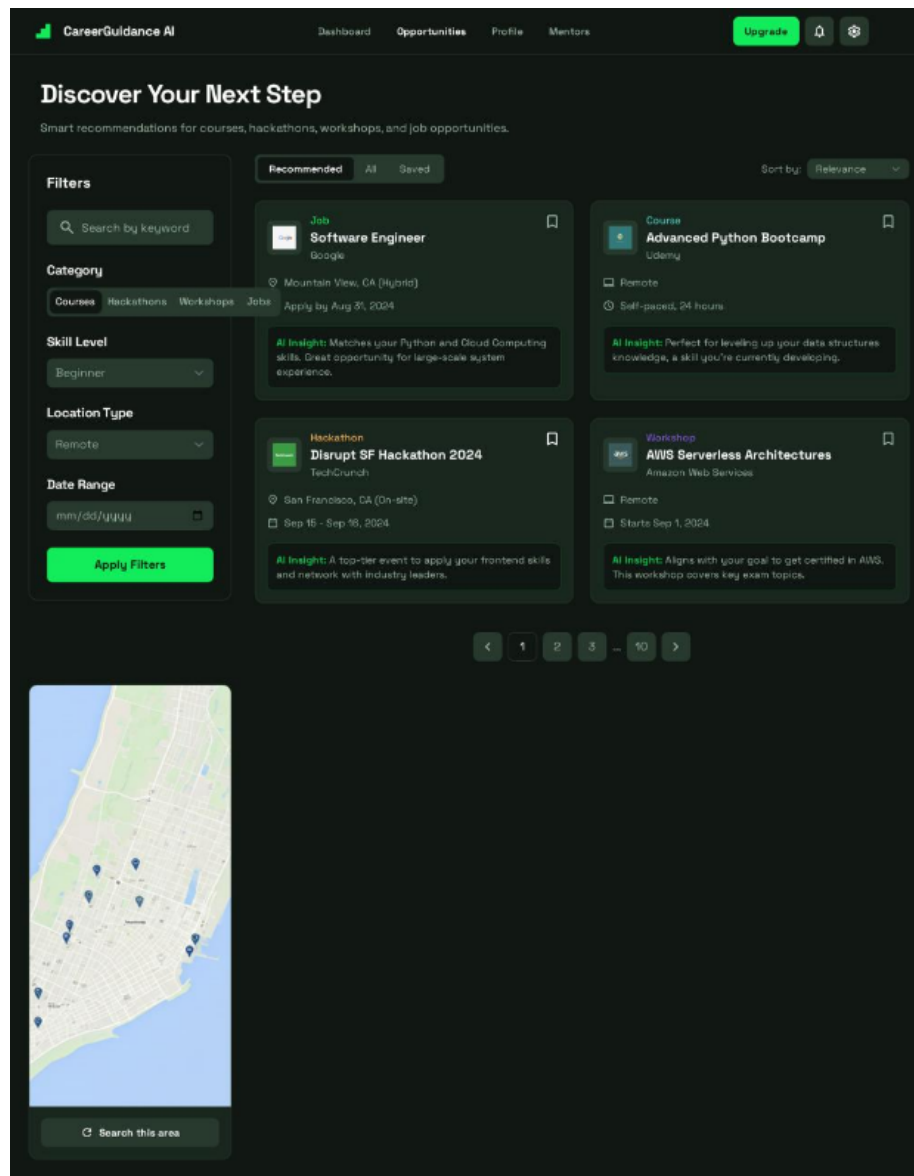 CareerGuidance AI
Dashboard Opportunities Profile Mentors
Upgrade
Discover Your Next Step
Smart recommendations for courses, hackathons, workshops, and job opportunities.
Filters
Search by keyword
Category
Courses Hackathons Workshops Jobs
Skill Level
Beginner
Location Type
Remote
Date Range
mm/dd/yyyy
Apply Filters
Recommended All Saved
Sort by: Relevance
Job
Software Engineer
Google
Mountain View, CA (Hybrid)
Apply by Aug 31, 2024
AI Insight: Matches your Python and Cloud Computing
skills. Great opportunity for large-scale system
experience.
Course
Advanced Python Bootcamp
Udemy
Remote
Self-paced, 24 hours
AI Insight: Perfect for leveling up your data structures
knowledge, a skill you're currently developing.
Hackathon
Disrupt SF Hackathon 2024
TechCrunch
San Francisco, CA (On-site)
Sep 15 - Sep 16, 2024
AI Insight: A top-tier event to apply your frontend skills
and network with industry leaders.
Workshop
aws
AWS Serverless Architectures
Amazon Web Services
Remote
Starts Sep 1, 2024
AI Insight: Aligns with your goal to get certified in AWS.
This workshop covers key exam topics.
1 2 3 ... 10
Search this area